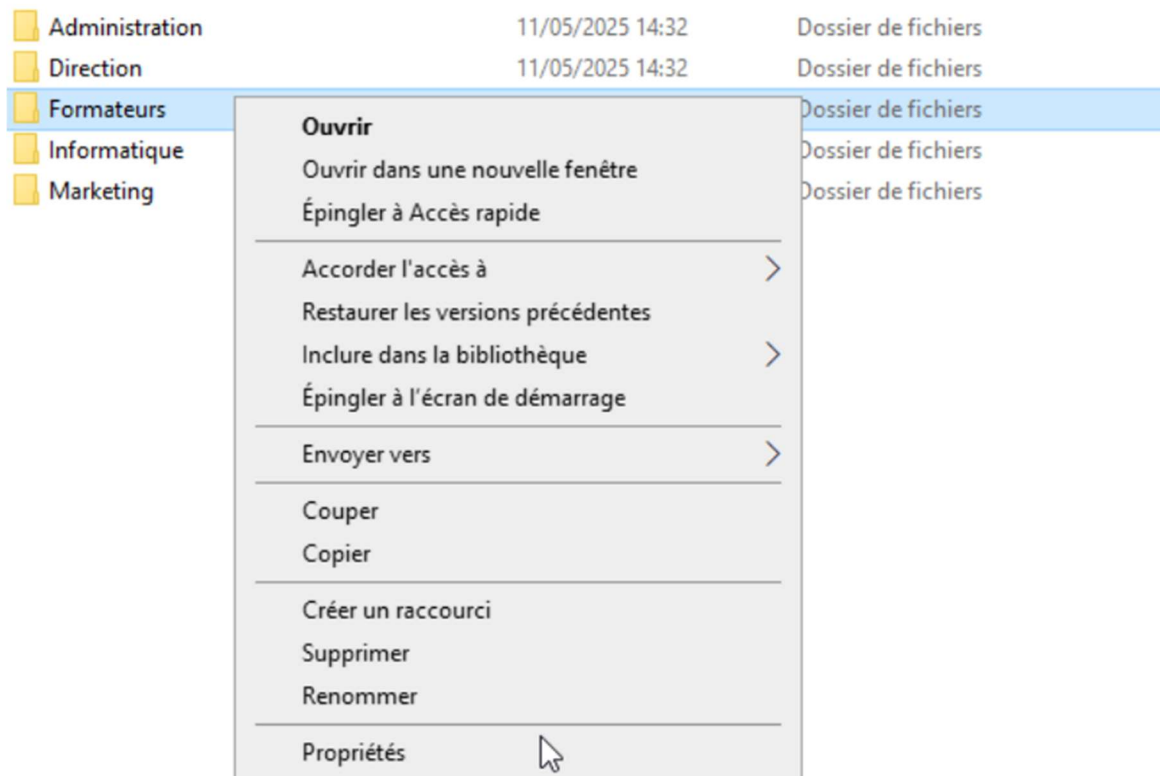 Administration 11/05/2025 14:32 Dossier de fichiers
Direction 11/05/2025 14:32 Dossier de fichiers
Formateurs Dossier de fichiers
Informatique Dossier de fichiers
Marketing Dossier de fichiers
Ouvrir
Ouvrir dans une nouvelle fenêtre
Épingler à Accès rapide
Accorder l'accès à
Restaurer les versions précédentes
Inclure dans la bibliothèque
Épingler à l'écran de démarrage
Envoyer vers
Couper
Copier
Créer un raccourci
Supprimer
Renommer
Propriétés